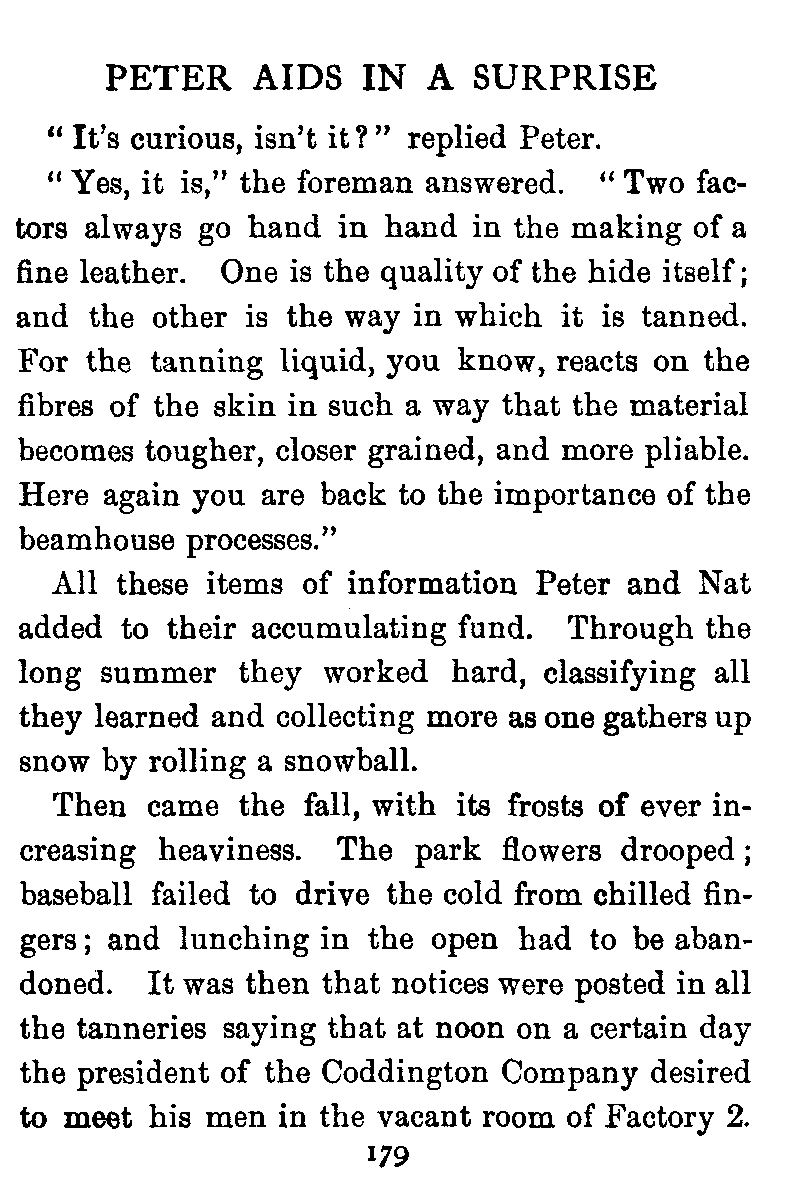 PETER AIDS IN A SURPRISE
" It's curious, isn't it?" replied Peter.
" Yes, it is," the foreman answered. " Two fac-
tors always go hand in hand in the making of a
fine leather. One is the quality of the hide itself;
and the other is the way in which it is tanned.
For the tanning liquid, you know, reacts on the
fibres of the skin in such a way that the material
becomes tougher, closer grained, and more pliable.
Here again you are back to the importance of the
beamhouse processes."
All these items of information Peter and Nat
added to their accumulating fund. Through the
long summer they worked hard, classifying all
they learned and collecting more as one gathers up
snow by rolling a snowball.
Then came the fall, with its frosts of ever in-
creasing heaviness. The park flowers drooped;
baseball failed to drive the cold from chilled fin-
gers; and lunching in the open had to be aban-
doned. It was then that notices were posted in all
the tanneries saying that at noon on a certain day
the president of the Coddington Company desired
to meet his men in the vacant room of Factory 2.
179